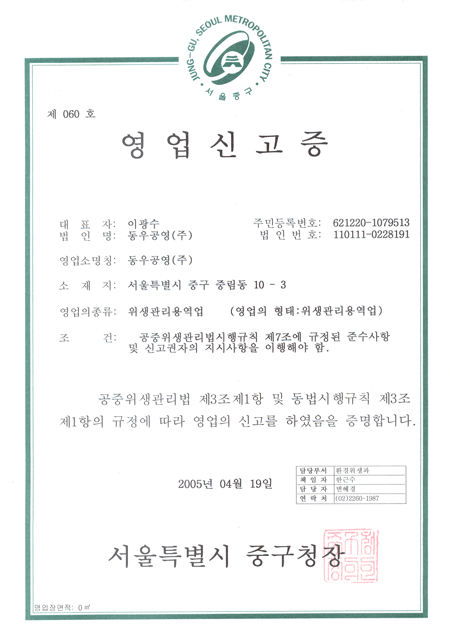 JUNG-GU, SEOUL METROPOLITAN CITY
서울중구
제 060 호
영업신고증
대 표 자: 이광수 주민등록번호: 621220-1079513
법 인 명: 동우공영(주) 법 인 번 호: 110111-0228191
영업소명칭: 동우공영(주)
소 재 지: 서울특별시 중구 중림동 10 - 3
영업의종류: 위생관리용역업 (영업의 형태:위생관리용역업)
조 건: 공중위생관리법시행규칙 제7조에 규정된 준수사항
및 신고권자의 지시사항을 이행해야 함.
공중위생관리법 제3조제1항 및 동법시행규칙 제3조
제1항의 규정에 따라 영업의 신고를 하였음을 증명합니다.
담당부서 환경위생과
책 임 자 한근수
담 당 자 변혜경
연 락 처 (02)2260-1987
2005년 04월 19일
서울특별시 중구청장
영업장면적: 0㎡